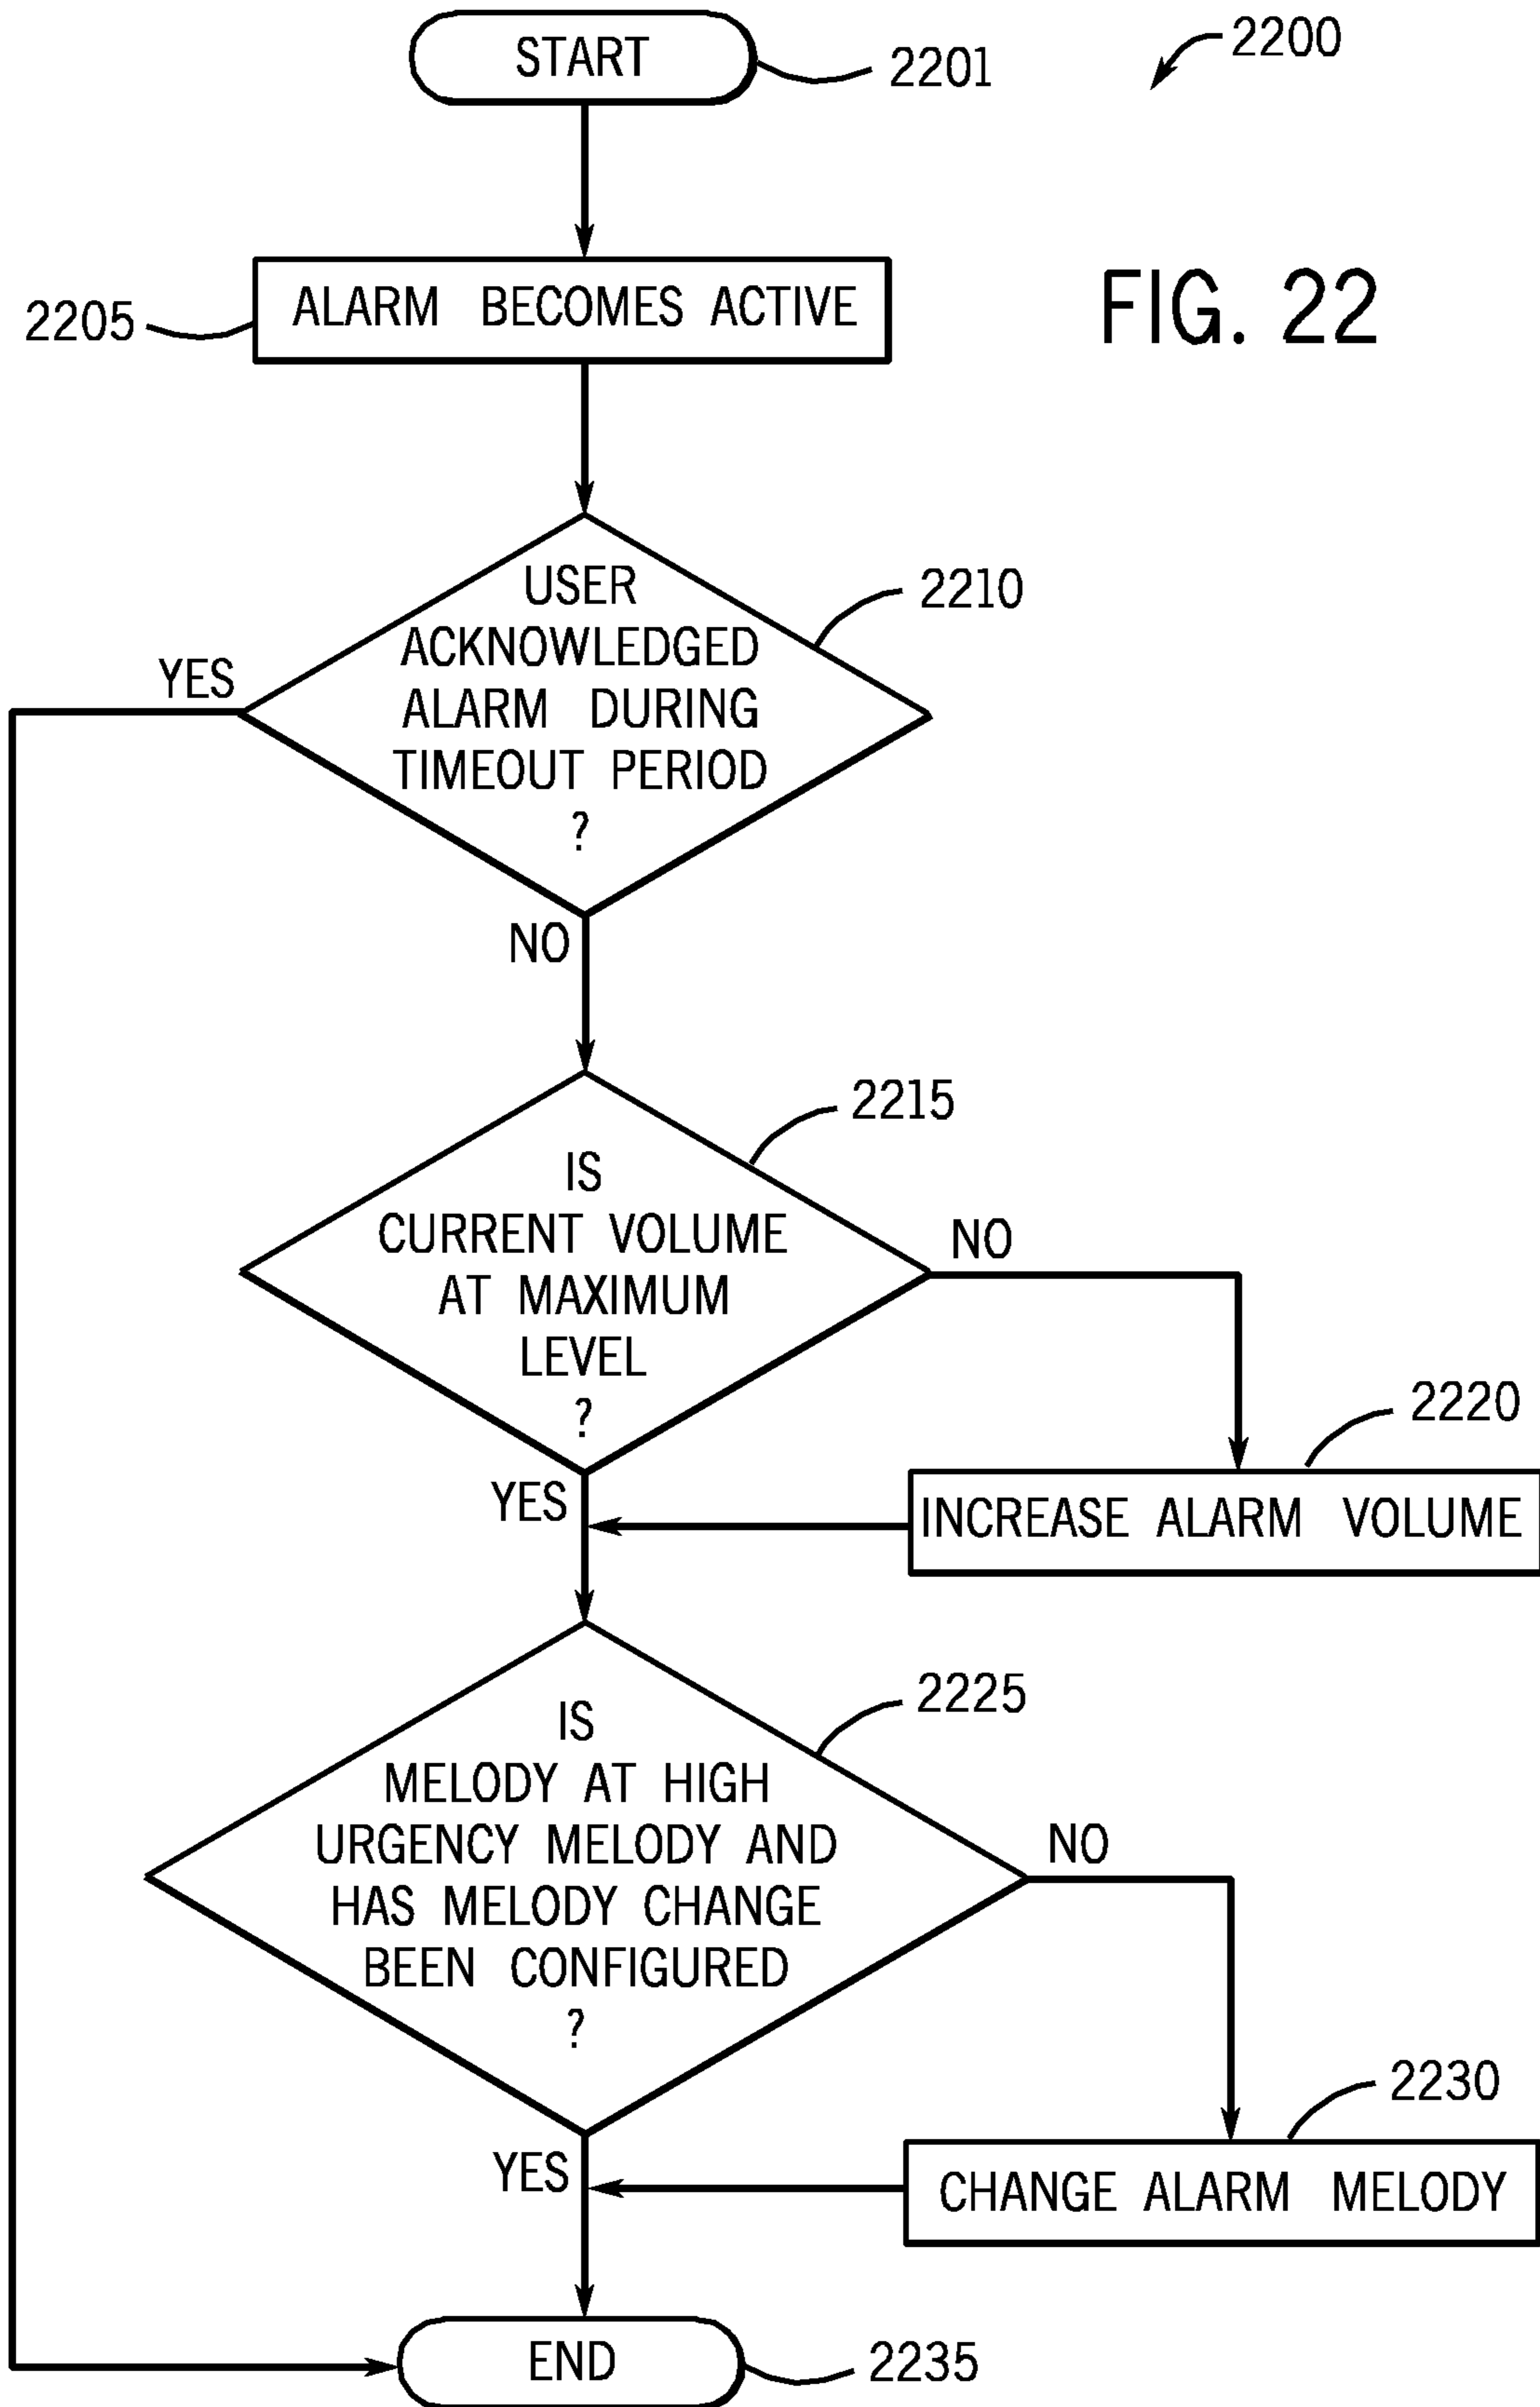 START
2201
2200
ALARM BECOMES ACTIVE
2205
FIG. 22
USER
ACKNOWLEDGED
ALARM DURING
TIMEOUT PERIOD
?
2210
YES
NO
2215
IS
CURRENT VOLUME
AT MAXIMUM
LEVEL
?
NO
2220
YES
INCREASE ALARM VOLUME
2225
IS
MELODY AT HIGH
URGENCY MELODY AND
HAS MELODY CHANGE
BEEN CONFIGURED
?
NO
2230
YES
CHANGE ALARM MELODY
END
2235